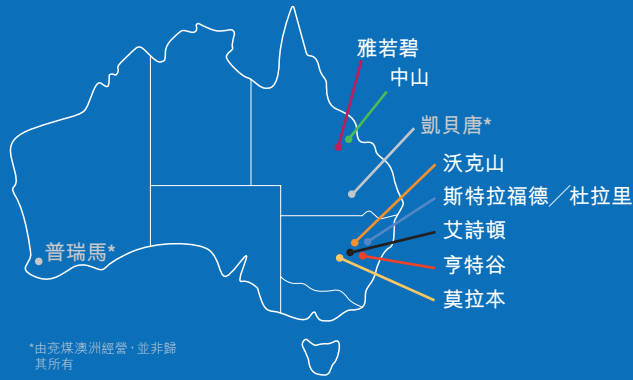 雅若碧
中山
凱貝唐*
沃克山
斯特拉福德╱杜拉里
艾詩頓
亨特谷
莫拉本
普瑞馬*
*由兗煤澳洲經營，並非歸
其所有